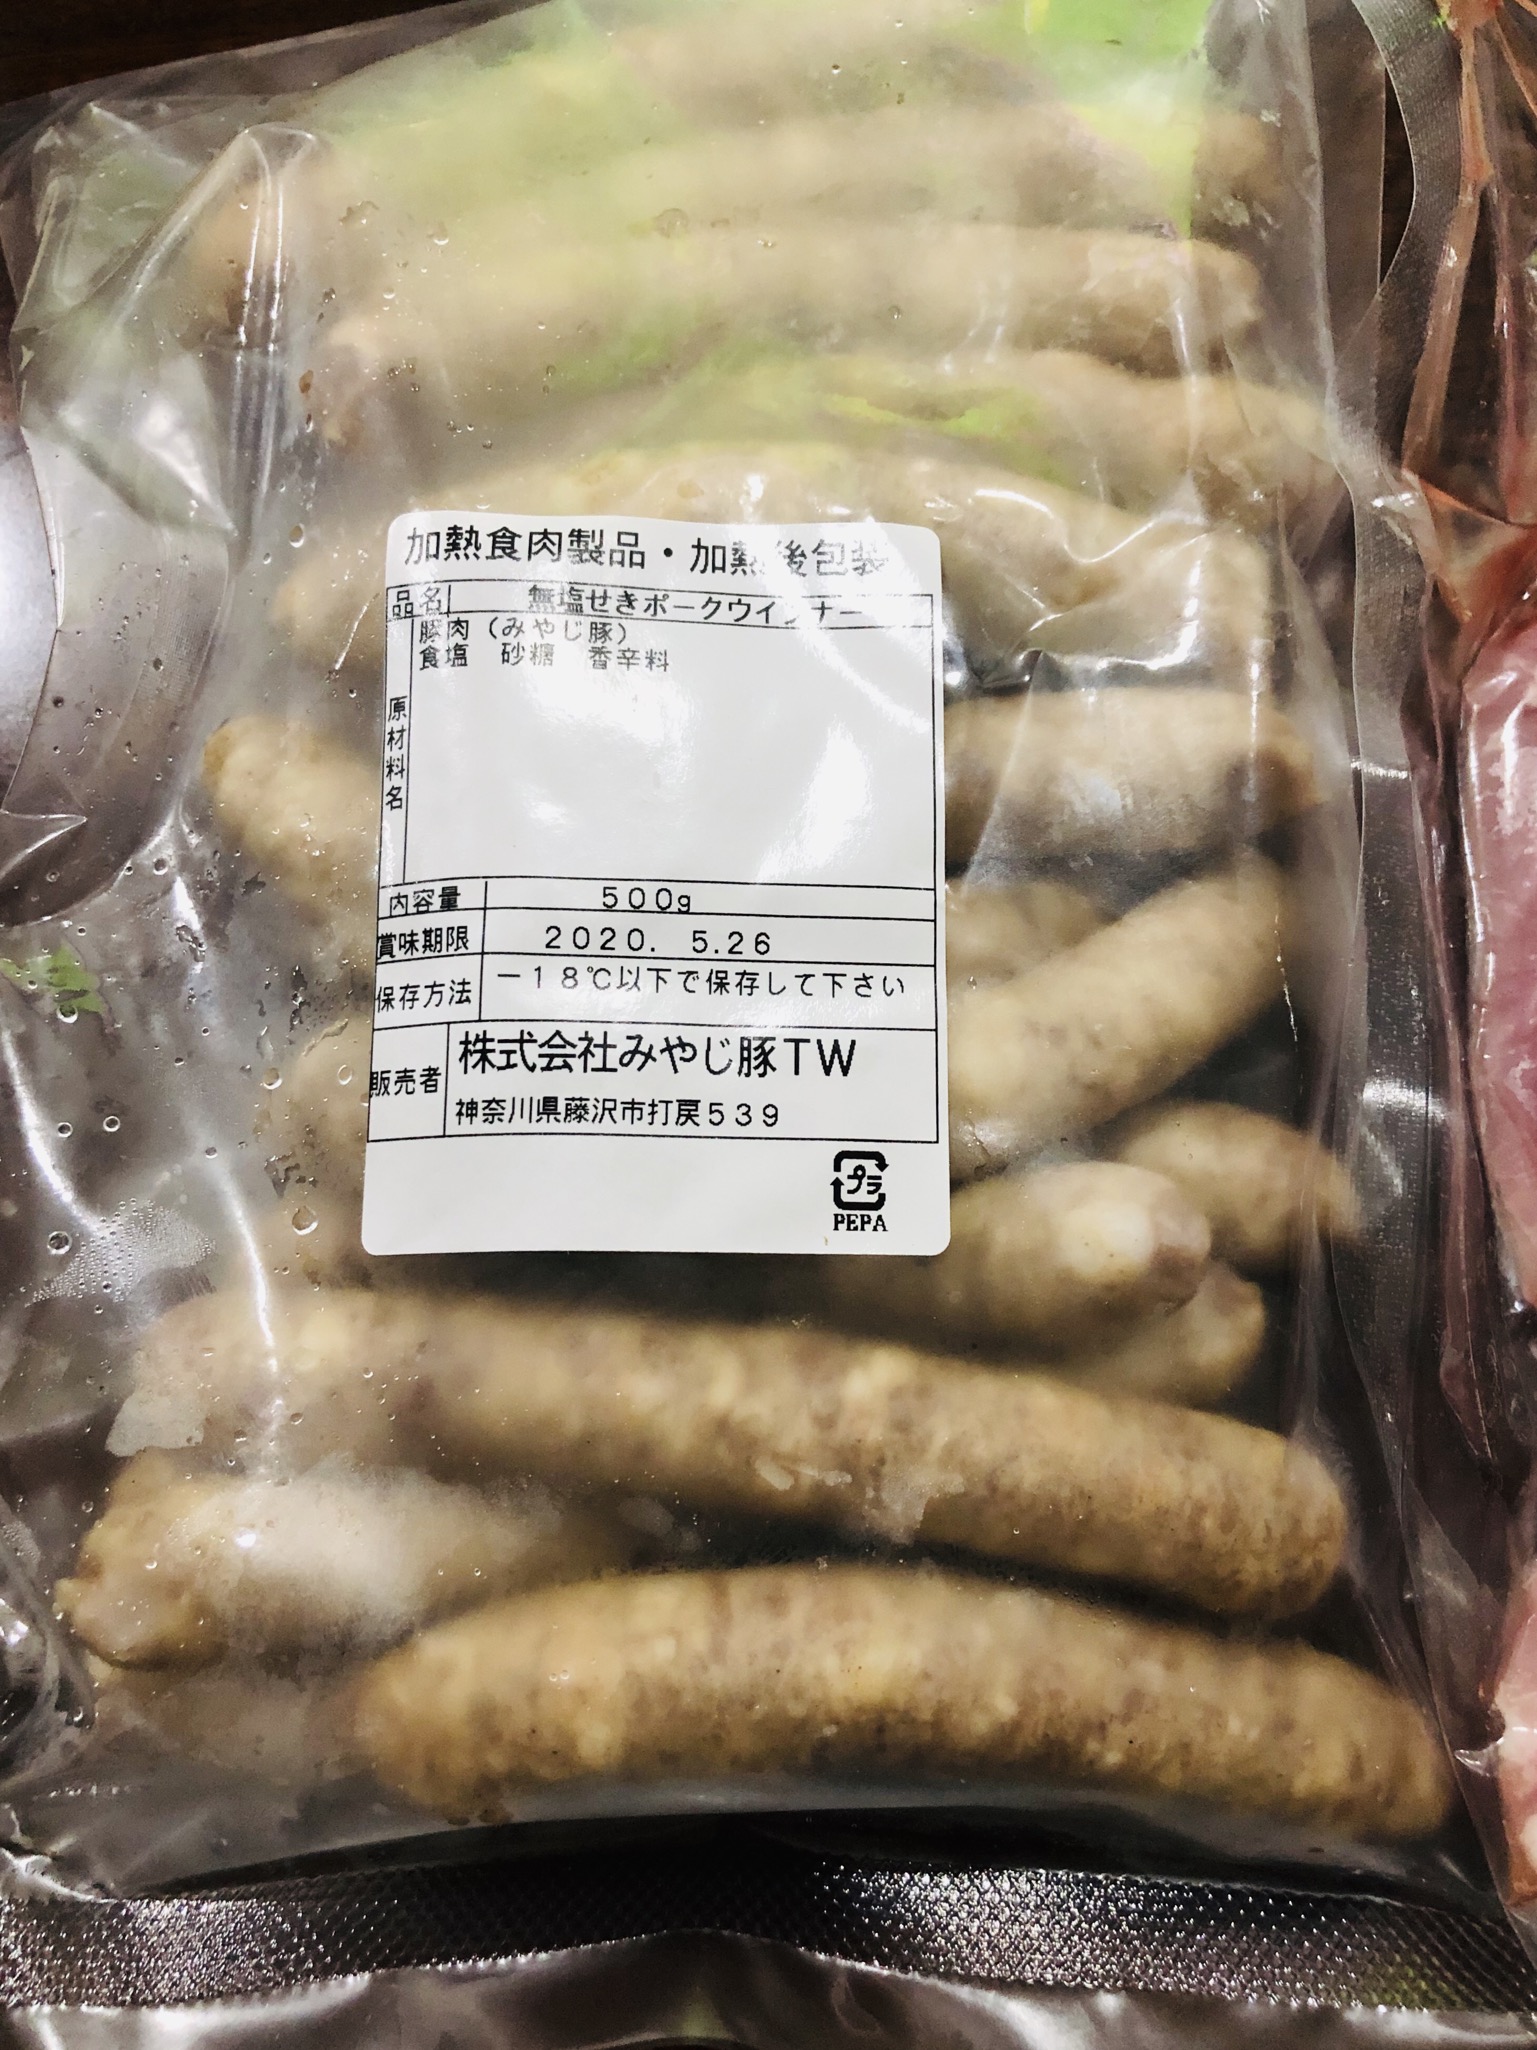 加熱食肉製品・加熱後包装
品名 無塩せきポークウインナー
原材料名 豚肉（みやじ豚）
食塩 砂糖 香辛料
内容量 500g
賞味期限 2020. 5.26
保存方法 －18℃以下で保存して下さい
販売者 株式会社みやじ豚TW
神奈川県藤沢市打戻539
プラ
PEPA